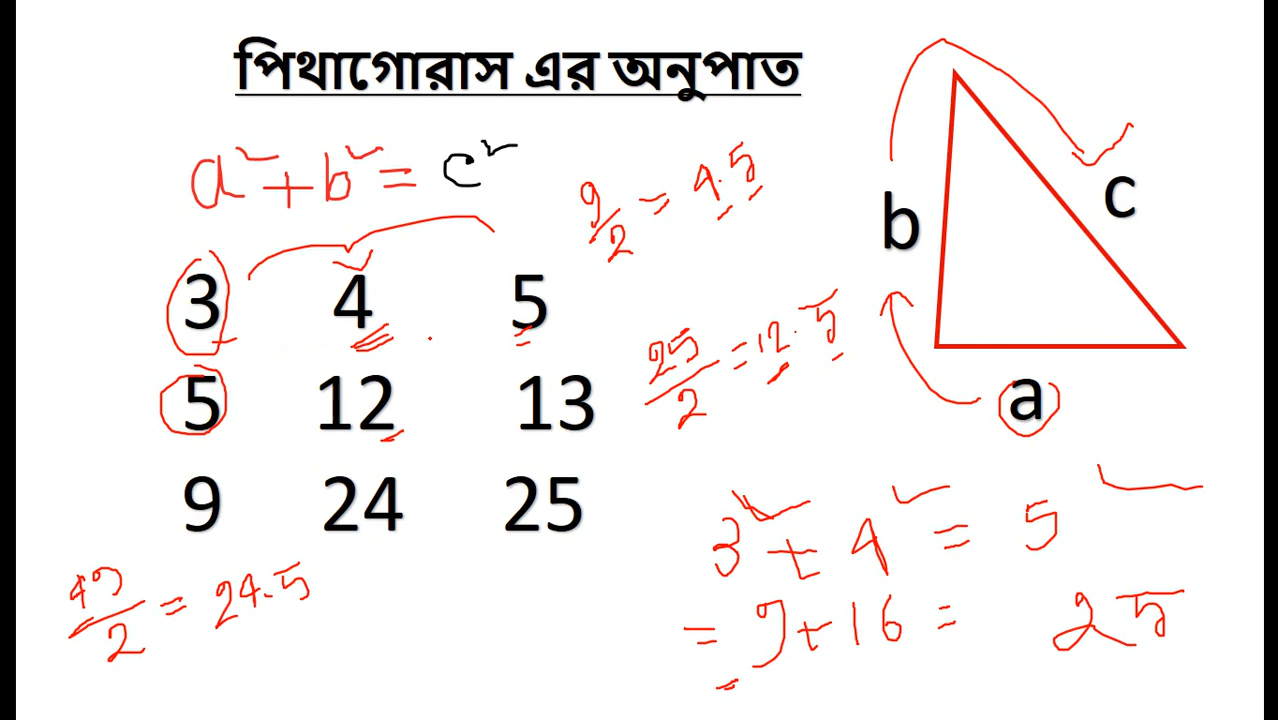 পিথাগোরাস এর অনুপাত
a² + b² = c²
9/2 = 4.5
3 4 5
25/2 = 12.5
5 12 13
9 24 25
49/2 = 24.5
b
c
a
3² + 4² = 5²
= 9 + 16 = 25